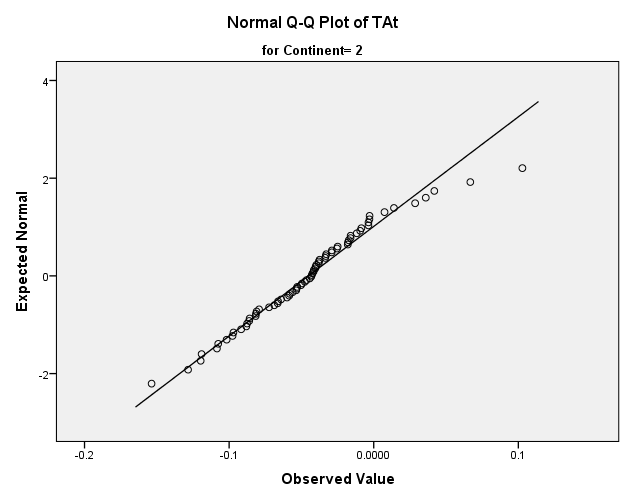 Normal Q-Q Plot of TAt
for Continent= 2
4
2
0
-2
Expected Normal
-0.2
-0.1
0.0000
0.1
Observed Value